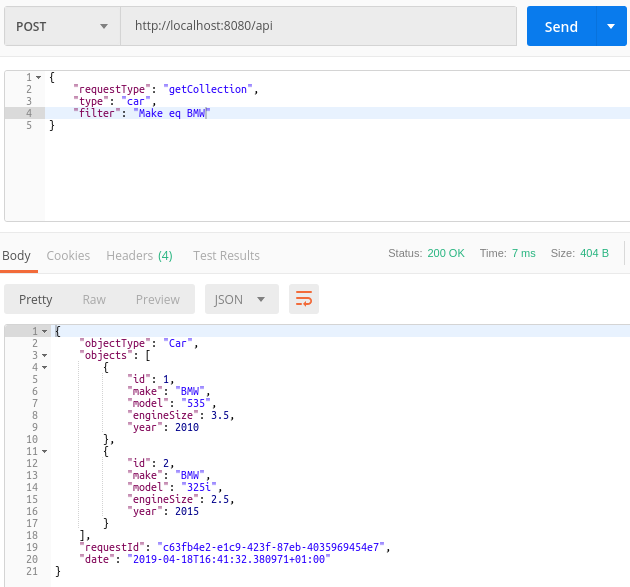 POST http://localhost:8080/api Send
1 {
2 "requestType": "getCollection",
3 "type": "car",
4 "filter": "Make eq BMW"
5 }
Body Cookies Headers (4) Test Results Status: 200 OK Time: 7 ms Size: 404 B
Pretty Raw Preview JSON
1 {
2 "objectType": "Car",
3 "objects": [
4 {
5 "id": 1,
6 "make": "BMW",
7 "model": "535",
8 "engineSize": 3.5,
9 "year": 2010
10 },
11 {
12 "id": 2,
13 "make": "BMW",
14 "model": "325i",
15 "engineSize": 2.5,
16 "year": 2015
17 }
18 ],
19 "requestId": "c63fb4e2-e1c9-423f-87eb-4035969454e7",
20 "date": "2019-04-18T16:41:32.380971+01:00"
21 }